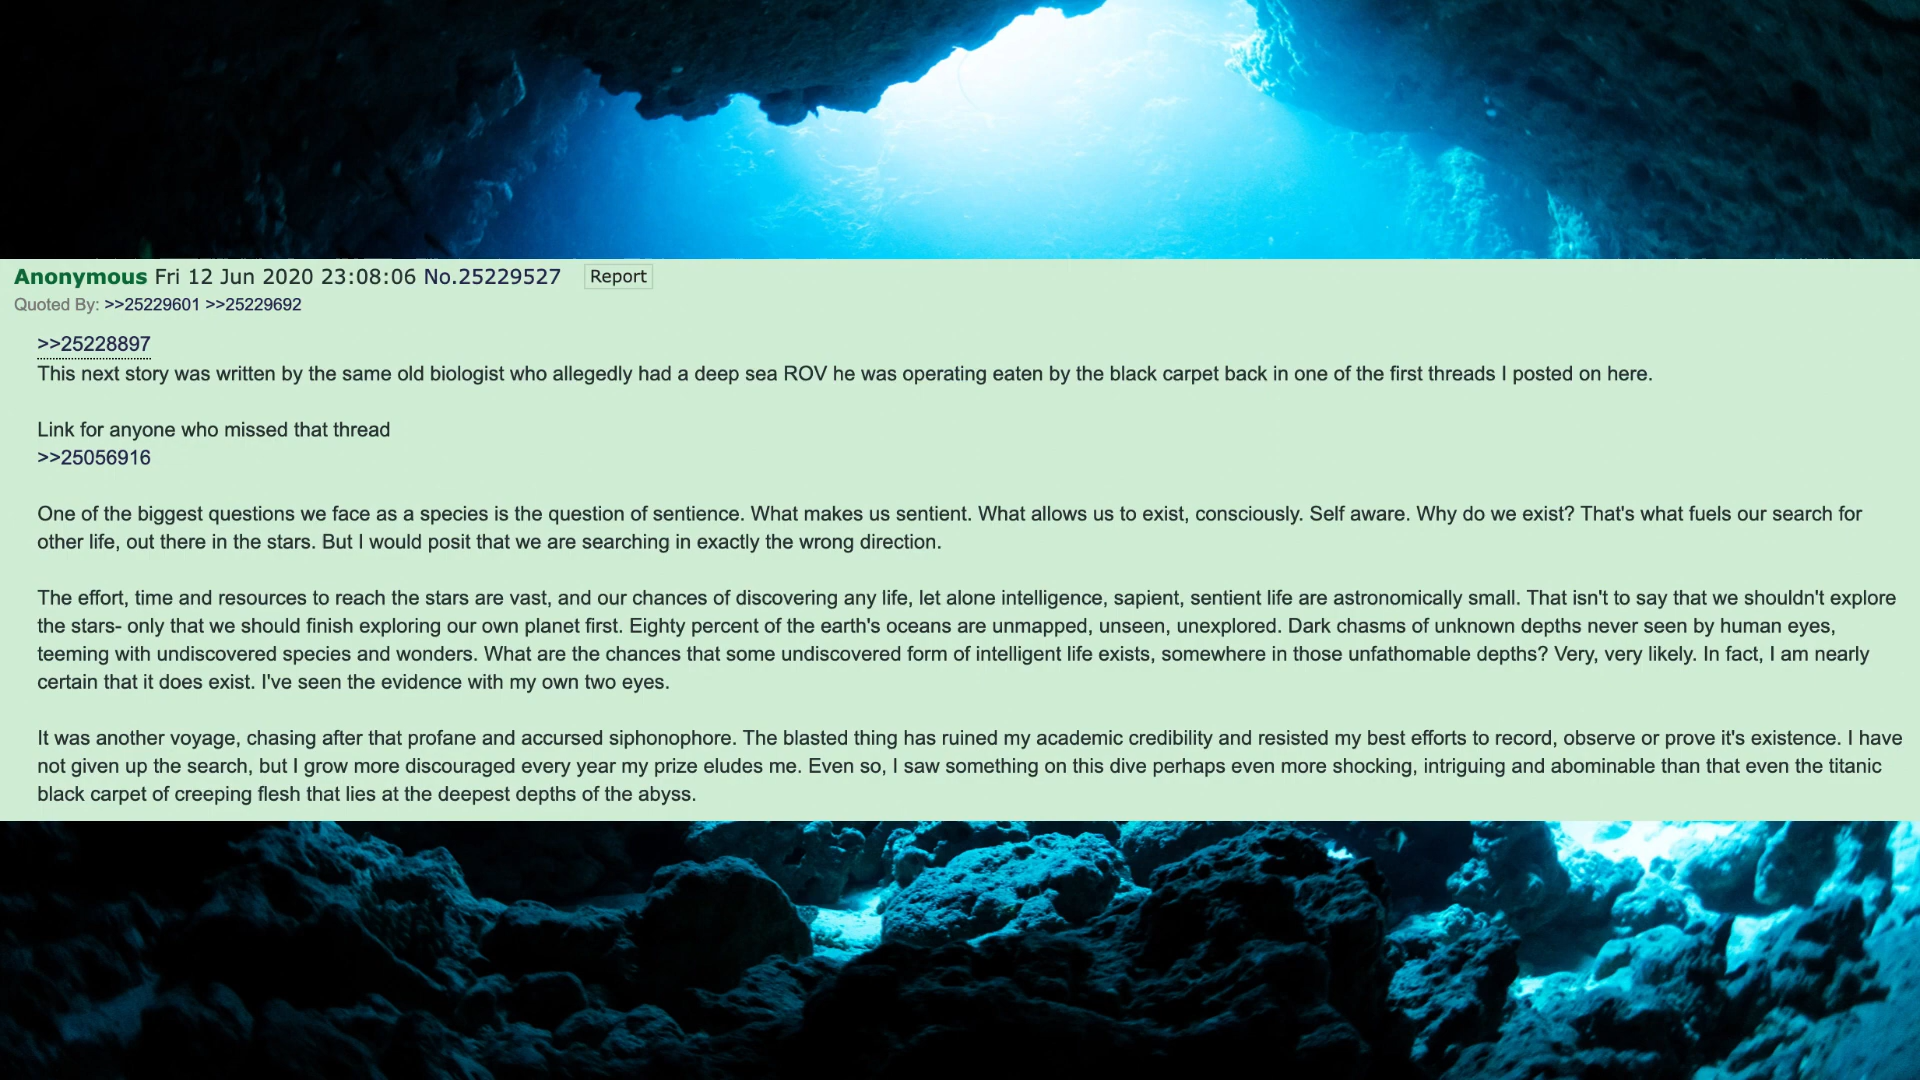 Anonymous Fri 12 Jun 2020 23:08:06 No.25229527 Report
Quoted By: >>25229601 >>25229692
>>25228897
This next story was written by the same old biologist who allegedly had a deep sea ROV he was operating eaten by the black carpet back in one of the first threads I posted on here.
Link for anyone who missed that thread
>>25056916
One of the biggest questions we face as a species is the question of sentience. What makes us sentient. What allows us to exist, consciously. Self aware. Why do we exist? That's what fuels our search for
other life, out there in the stars. But I would posit that we are searching in exactly the wrong direction.
The effort, time and resources to reach the stars are vast, and our chances of discovering any life, let alone intelligence, sapient, sentient life are astronomically small. That isn't to say that we shouldn't explore
the stars- only that we should finish exploring our own planet first. Eighty percent of the earth's oceans are unmapped, unseen, unexplored. Dark chasms of unknown depths never seen by human eyes,
teeming with undiscovered species and wonders. What are the chances that some undiscovered form of intelligent life exists, somewhere in those unfathomable depths? Very, very likely. In fact, I am nearly
certain that it does exist. I've seen the evidence with my own two eyes.
It was another voyage, chasing after that profane and accursed siphonophore. The blasted thing has ruined my academic credibility and resisted my best efforts to record, observe or prove it's existence. I have
not given up the search, but I grow more discouraged every year my prize eludes me. Even so, I saw something on this dive perhaps even more shocking, intriguing and abominable than that even the titanic
black carpet of creeping flesh that lies at the deepest depths of the abyss.